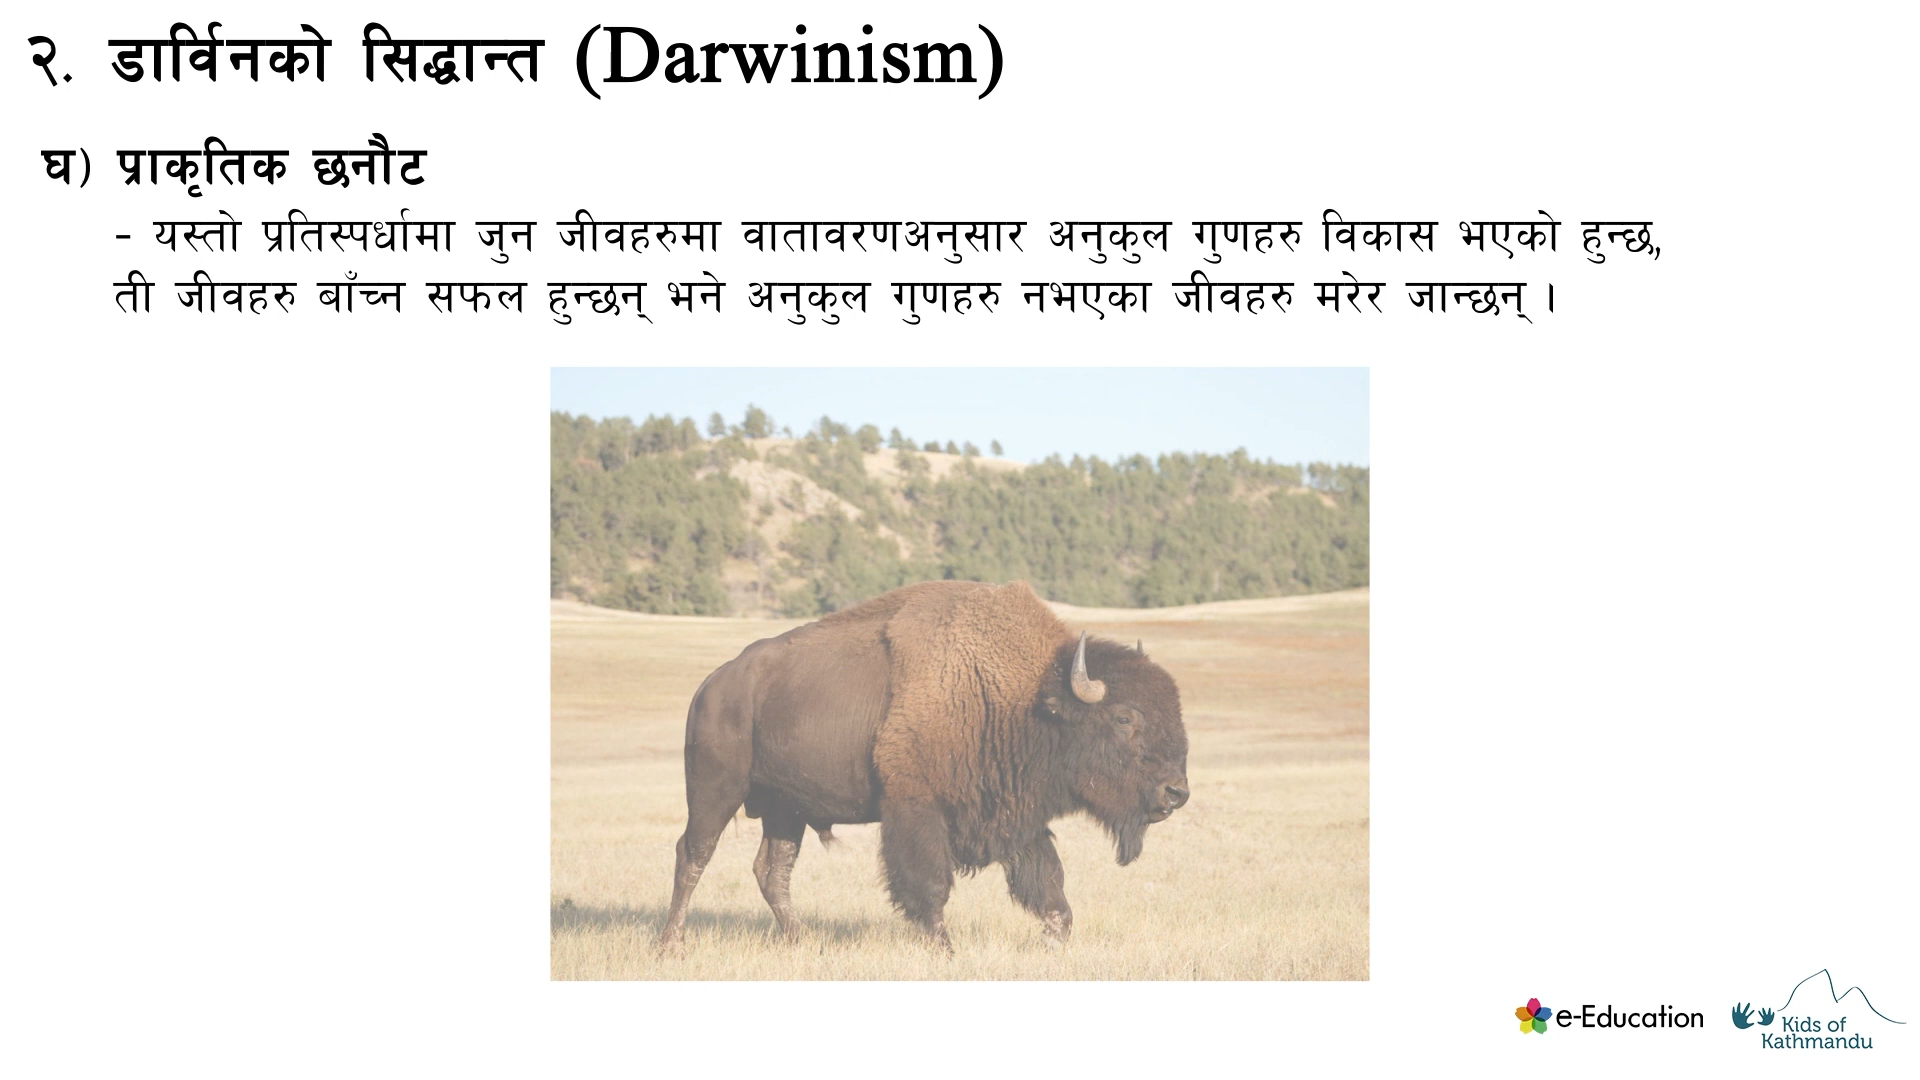 २. डार्विनको सिद्धान्त (Darwinism)
घ) प्राकृतिक छनौट
- यस्तो प्रतिस्पर्धामा जुन जीवहरुमा वातावरणअनुसार अनुकुल गुणहरु विकास भएको हुन्छ,
ती जीवहरु बाँच्न सफल हुन्छन् भने अनुकुल गुणहरु नभएका जीवहरु मरेर जान्छन् ।
e-Education
Kids of
Kathmandu